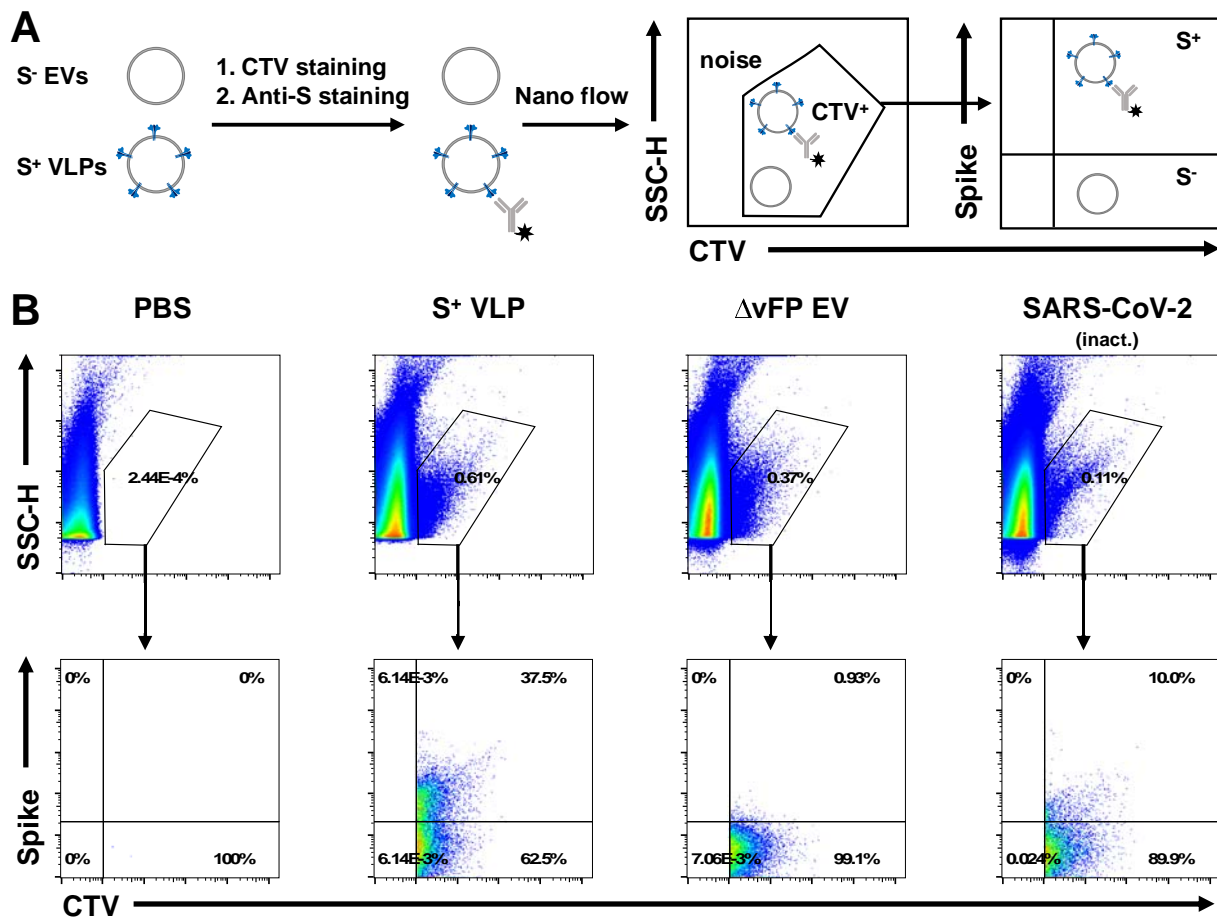 A
S- EVs
S+ VLPs
1. CTV staining
2. Anti-S staining
Nano flow
SSC-H
noise
CTV+
Spike
S+
S-
CTV
B
PBS
S+ VLP
ΔvFP EV
SARS-CoV-2
(inact.)
SSC-H
2.44E-4%
0.61%
0.37%
0.11%
Spike
0%
0%
6.14E-3%
37.5%
0%
0.93%
0%
10.0%
0%
100%
6.14E-3%
62.5%
7.06E-3%
99.1%
0.024%
89.9%
CTV